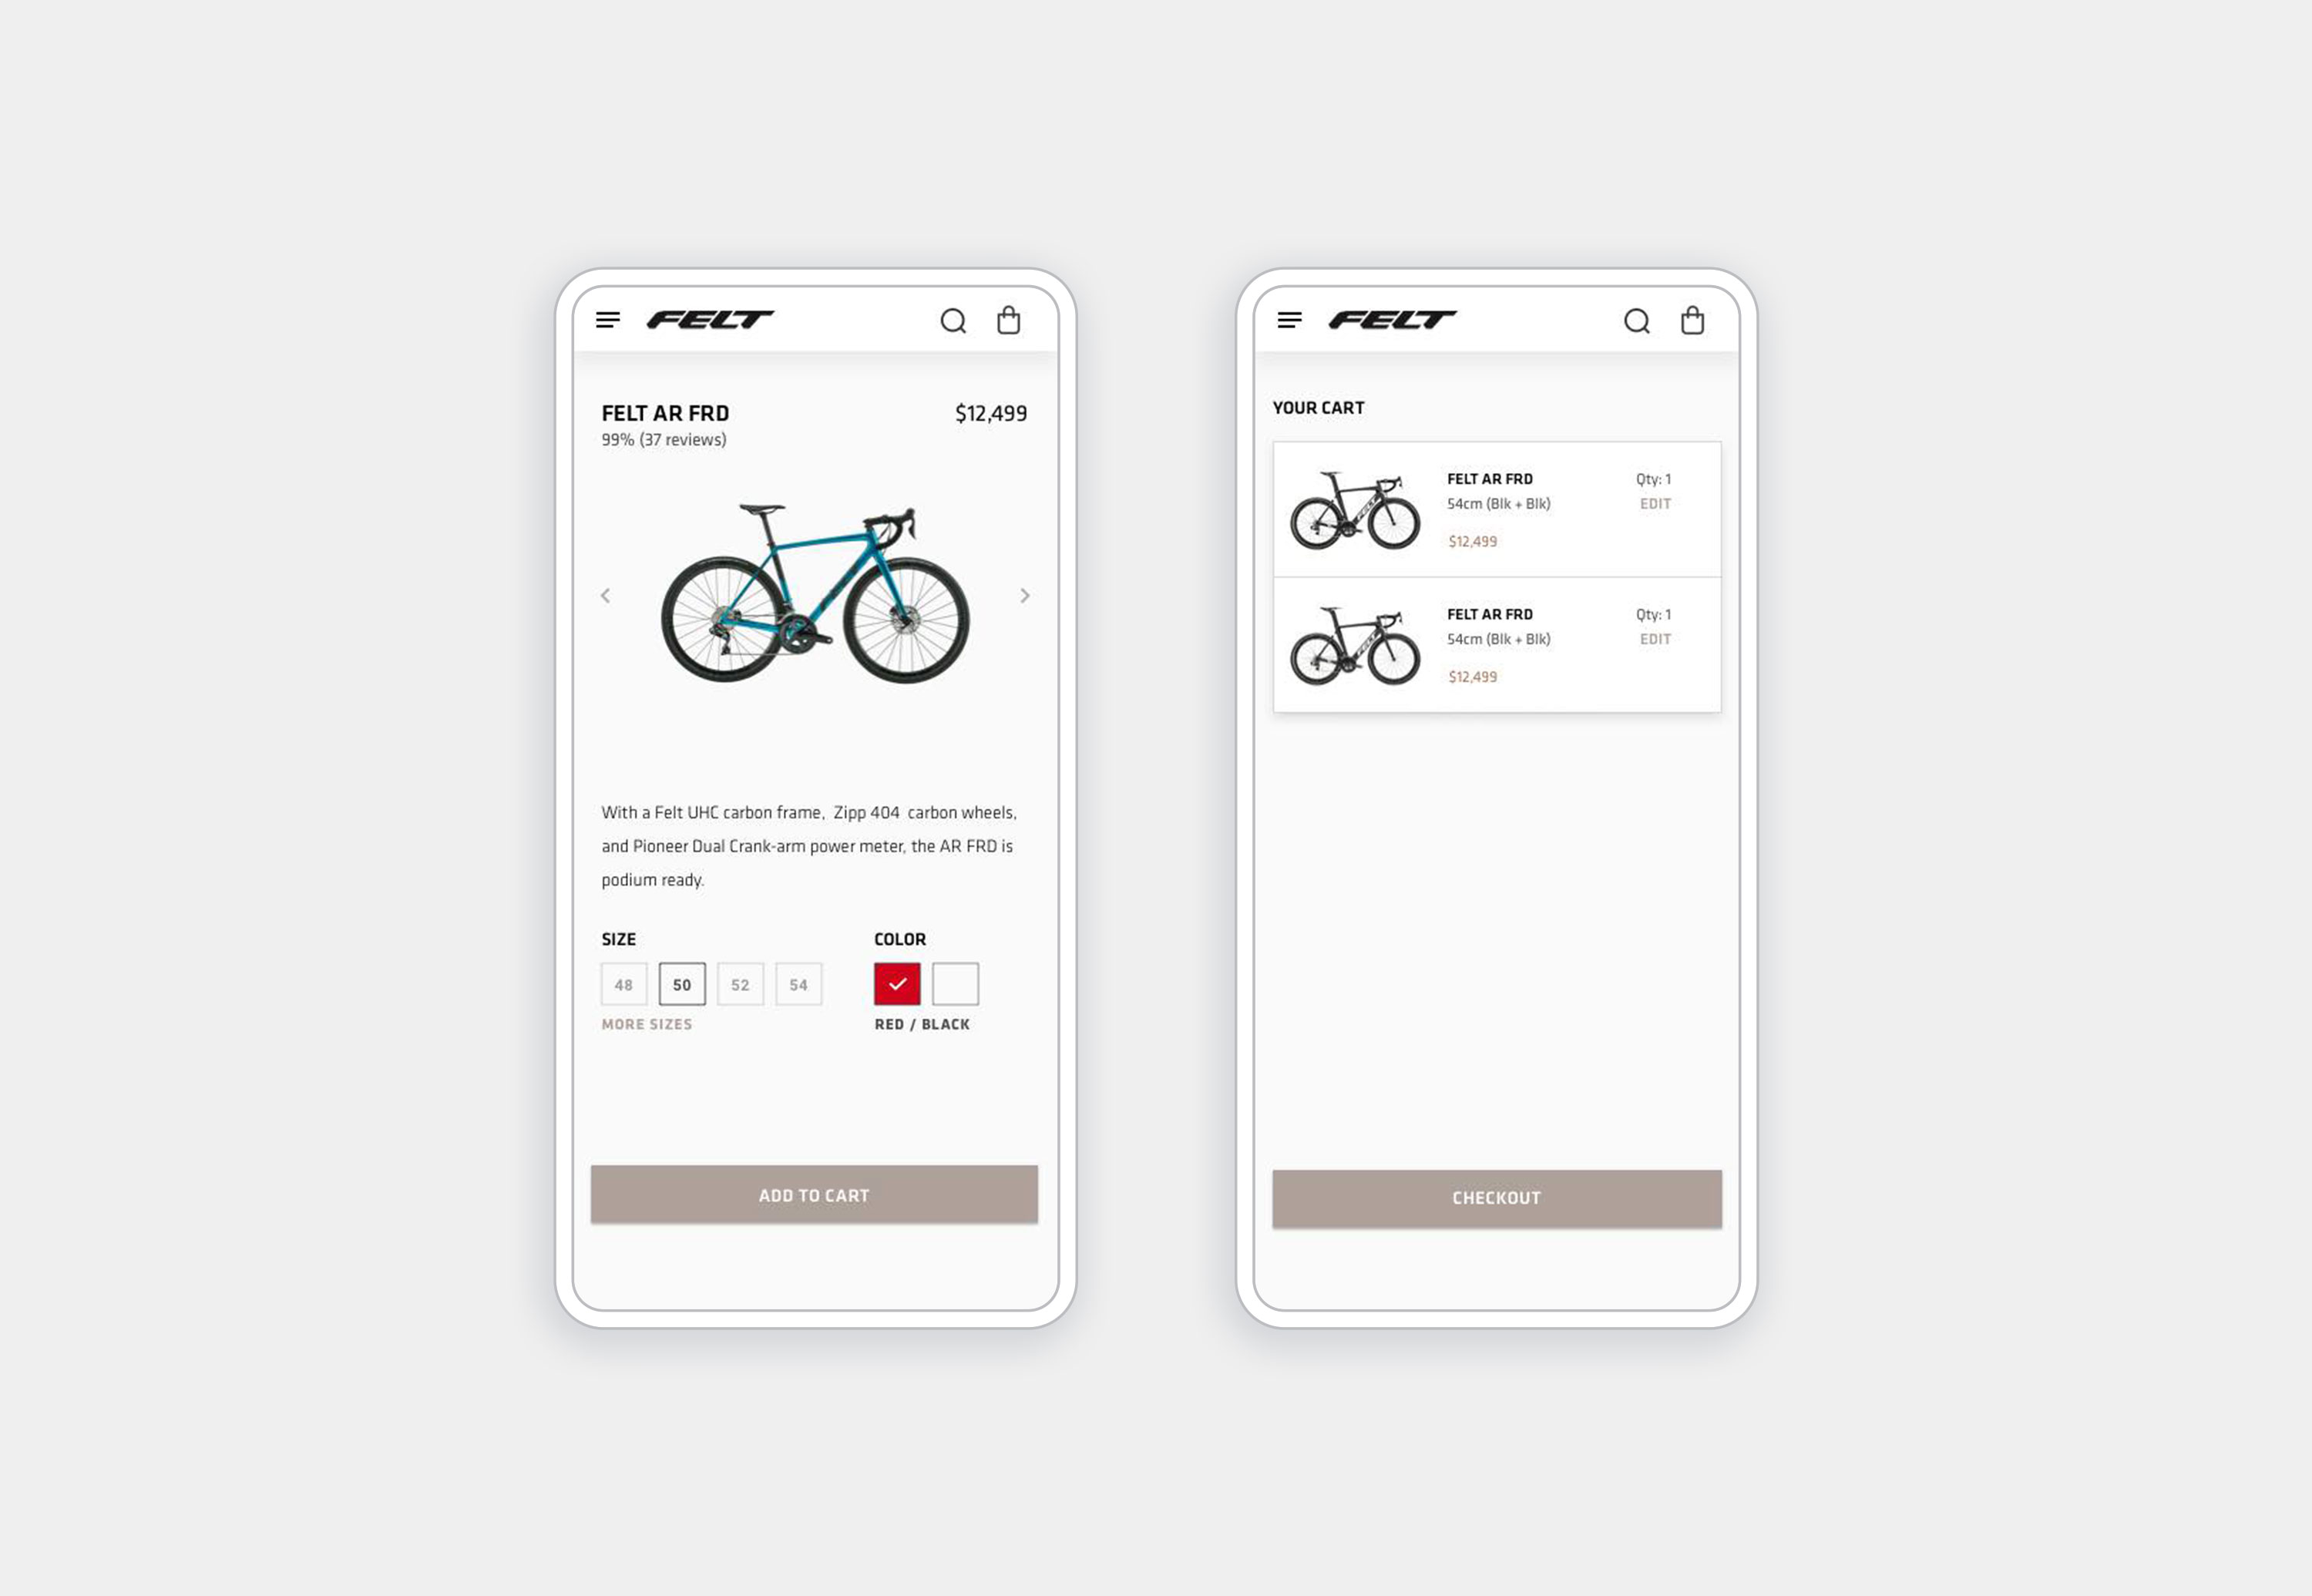 FELT
FELT AR FRD $12,499
99% (37 reviews)
With a Felt UHC carbon frame, Zipp 404 carbon wheels,
and Pioneer Dual Crank-arm power meter, the AR FRD is
podium ready.
SIZE COLOR
48 50 52 54
MORE SIZES RED / BLACK
ADD TO CART
FELT
YOUR CART
FELT AR FRD Qty: 1
54cm (Blk + Blk) EDIT
$12,499
FELT AR FRD Qty: 1
54cm (Blk + Blk) EDIT
$12,499
CHECKOUT